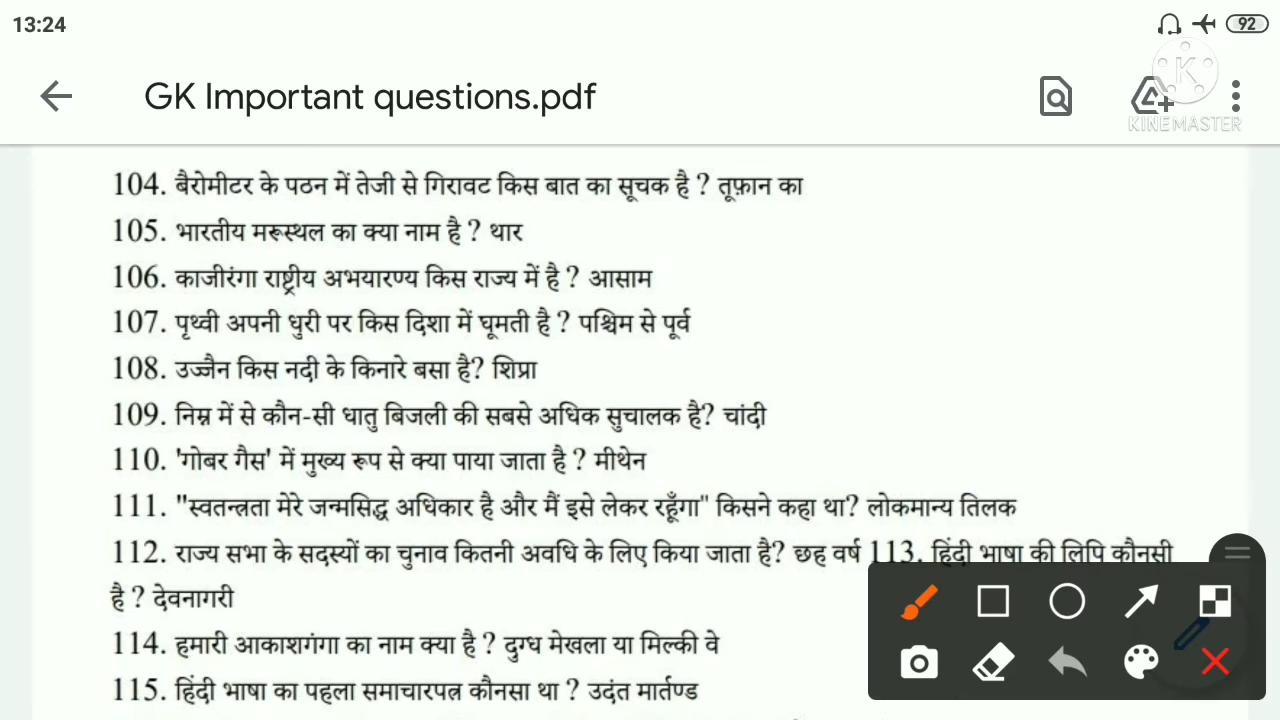 13:24
92
GK Important questions.pdf
KINEMASTER
104. बैरोमीटर के पठन में तेजी से गिरावट किस बात का सूचक है ? तूफ़ान का
105. भारतीय मरूस्थल का क्या नाम है ? थार
106. काजीरंगा राष्ट्रीय अभयारण्य किस राज्य में है ? आसाम
107. पृथ्वी अपनी धुरी पर किस दिशा में घूमती है ? पश्चिम से पूर्व
108. उज्जैन किस नदी के किनारे बसा है? शिप्रा
109. निम्न में से कौन-सी धातु बिजली की सबसे अधिक सुचालक है? चांदी
110. 'गोबर गैस' में मुख्य रूप से क्या पाया जाता है ? मीथेन
111. "स्वतन्त्रता मेरे जन्मसिद्ध अधिकार है और मैं इसे लेकर रहूँगा" किसने कहा था? लोकमान्य तिलक
112. राज्य सभा के सदस्यों का चुनाव कितनी अवधि के लिए किया जाता है? छह वर्ष 113. हिंदी भाषा की लिपि कौनसी
है ? देवनागरी
114. हमारी आकाशगंगा का नाम क्या है ? दुग्ध मेखला या मिल्की वे
115. हिंदी भाषा का पहला समाचारपत्र कौनसा था ? उदंत मार्तण्ड